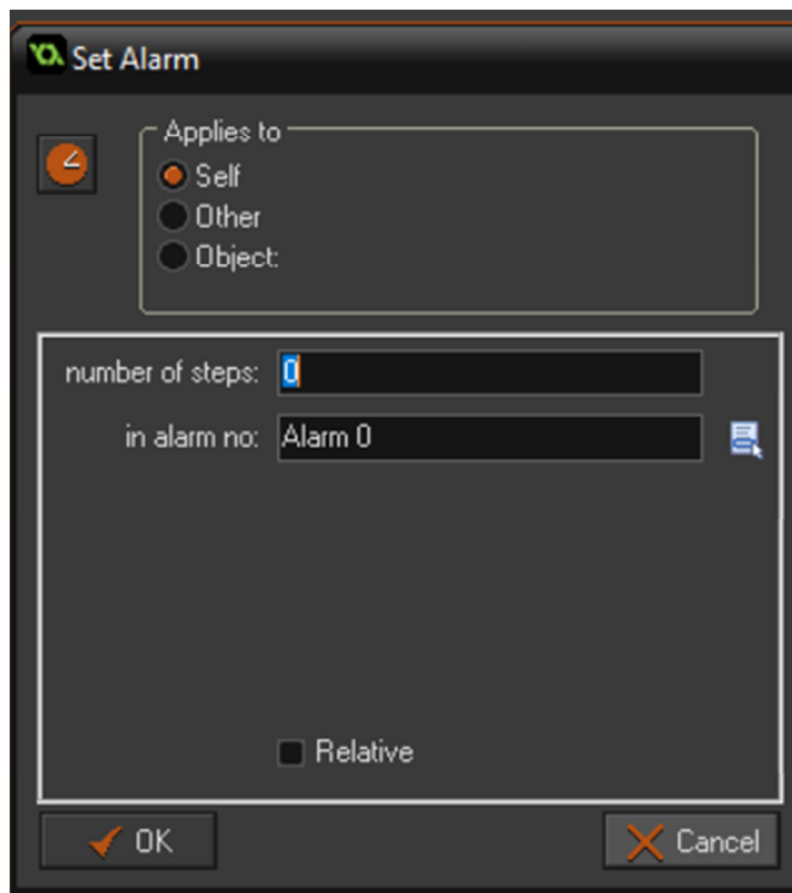 Set Alarm
Applies to
Self
Other
Object:
number of steps: 0
in alarm no: Alarm 0
Relative
OK Cancel